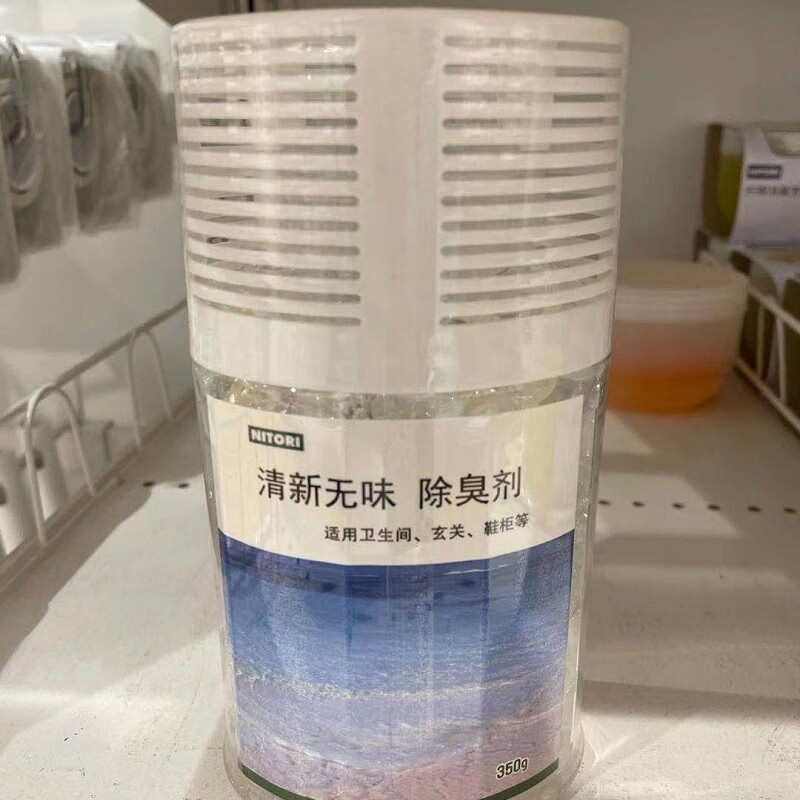 NITORI
清新无味 除臭剂
适用卫生间、玄关、鞋柜等
350g
NITORI